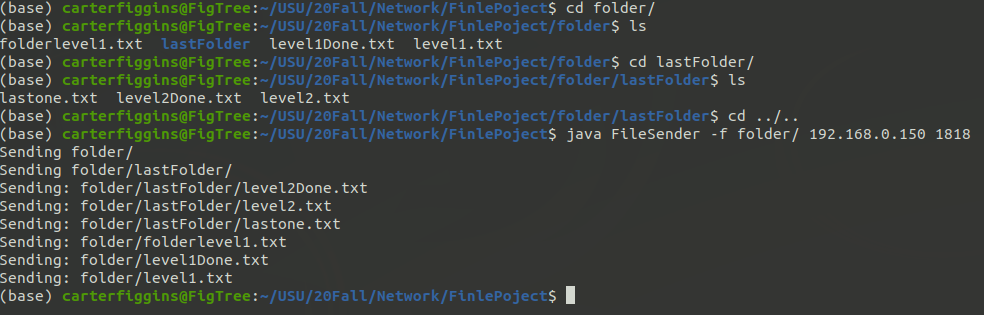 (base) carterfiggins@FigTree:~/USU/20Fall/Network/FinlePoject$ cd folder/
(base) carterfiggins@FigTree:~/USU/20Fall/Network/FinlePoject/folder$ ls
folderlevel1.txt  lastFolder  level1Done.txt  level1.txt
(base) carterfiggins@FigTree:~/USU/20Fall/Network/FinlePoject/folder$ cd lastFolder/
(base) carterfiggins@FigTree:~/USU/20Fall/Network/FinlePoject/folder/lastFolder$ ls
lastone.txt  level2Done.txt  level2.txt
(base) carterfiggins@FigTree:~/USU/20Fall/Network/FinlePoject/folder/lastFolder$ cd ../..
(base) carterfiggins@FigTree:~/USU/20Fall/Network/FinlePoject$ java FileSender -f folder/ 192.168.0.150 1818
Sending folder/
Sending folder/lastFolder/
Sending: folder/lastFolder/level2Done.txt
Sending: folder/lastFolder/level2.txt
Sending: folder/lastFolder/lastone.txt
Sending: folder/folderlevel1.txt
Sending: folder/level1Done.txt
Sending: folder/level1.txt
(base) carterfiggins@FigTree:~/USU/20Fall/Network/FinlePoject$